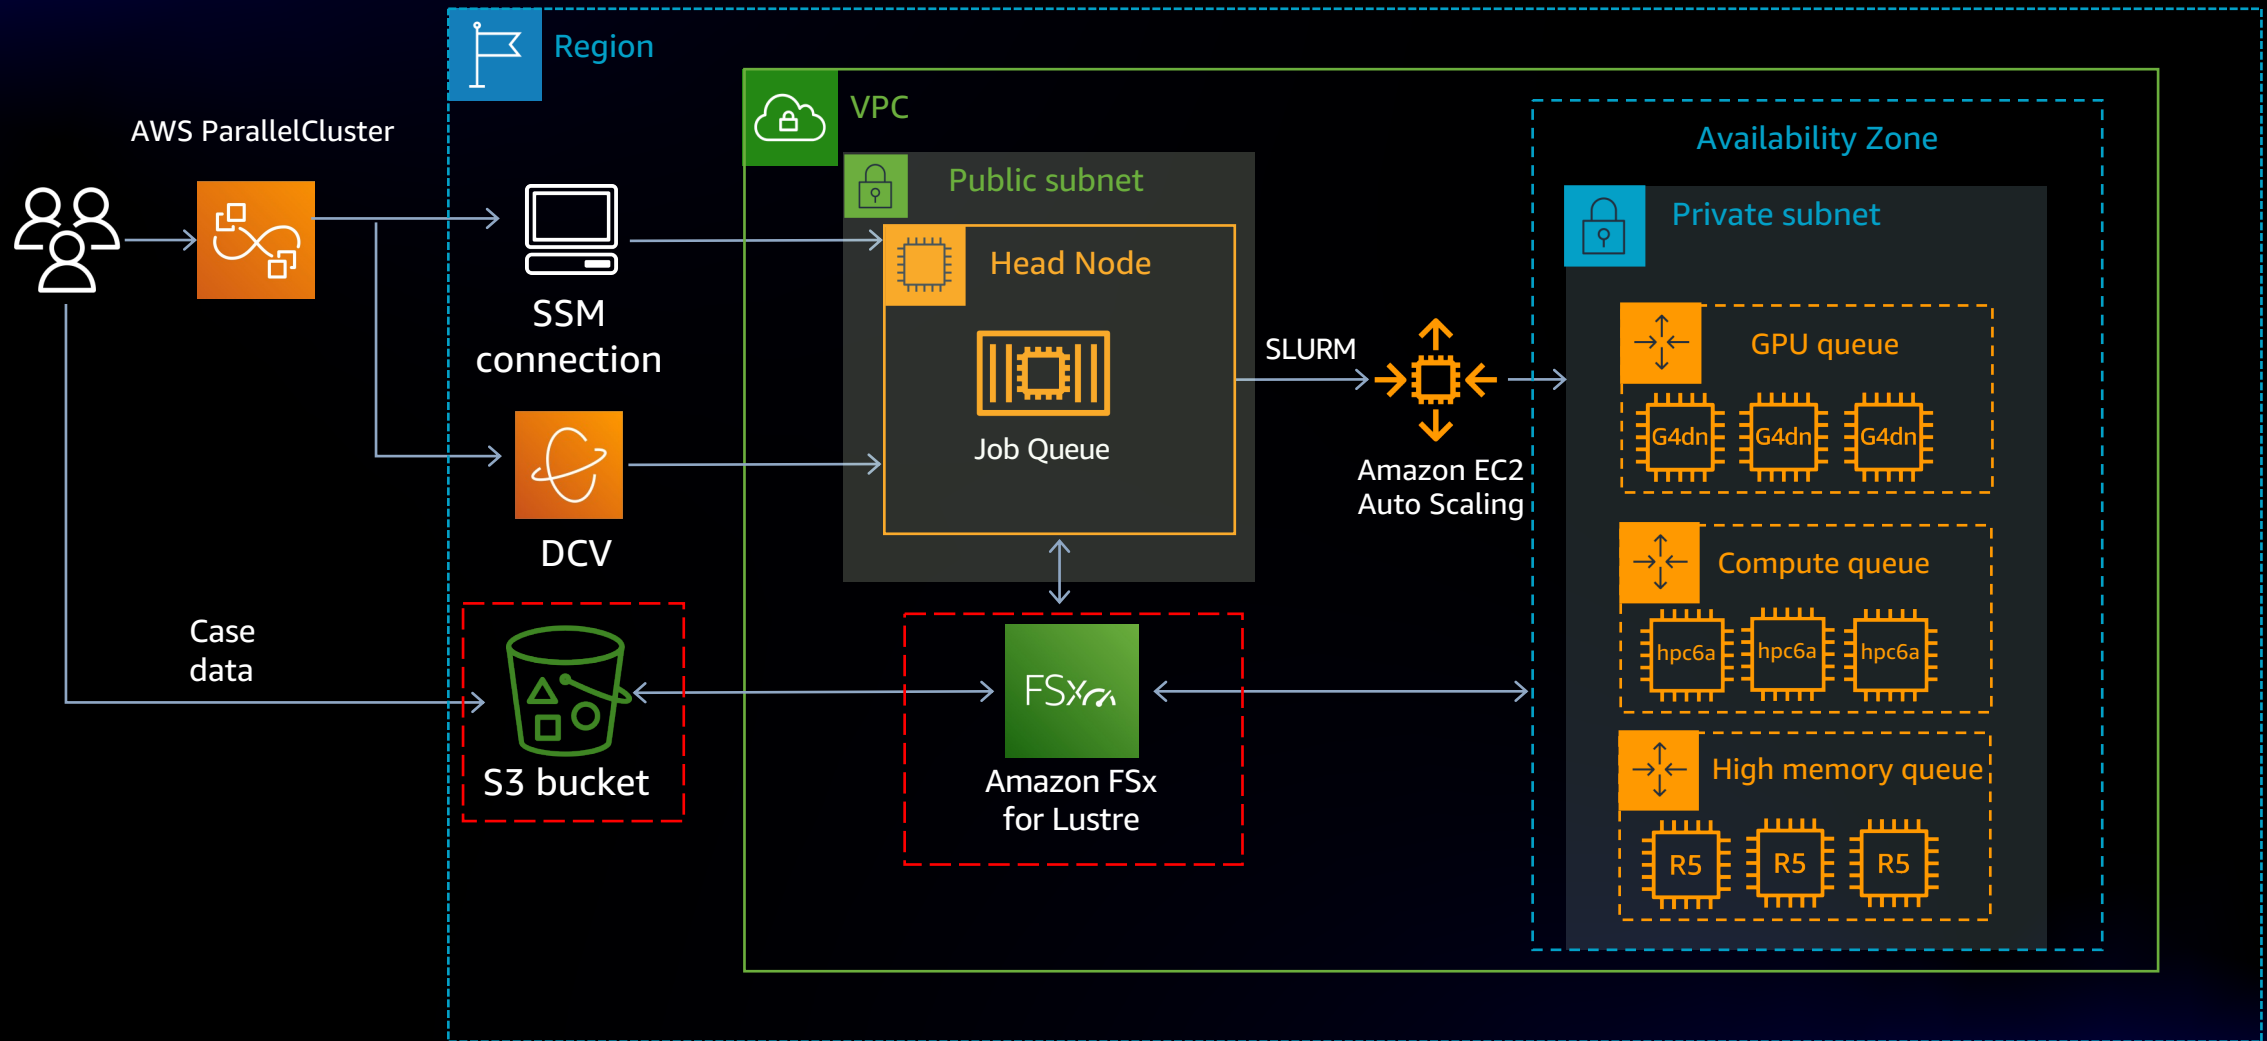 Region
VPC
AWS ParallelCluster
Availability Zone
Public subnet
Private subnet
Head Node
SSM
connection
SLURM
GPU queue
Job Queue
G4dn
G4dn
G4dn
Amazon EC2
Auto Scaling
DCV
Compute queue
Case
data
hpc6a
hpc6a
hpc6a
FSx
S3 bucket
Amazon FSx
for Lustre
High memory queue
R5
R5
R5